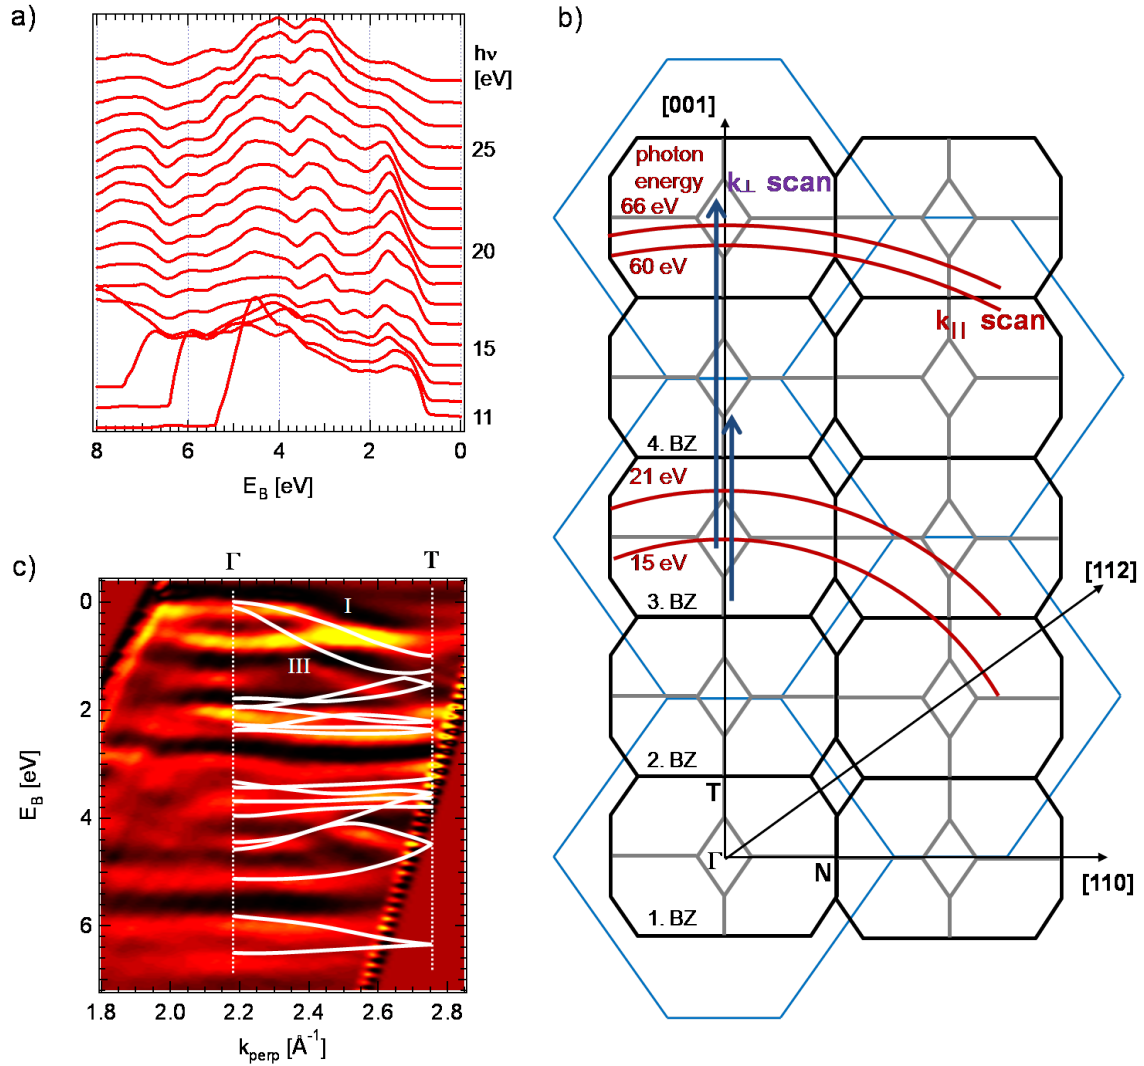 a)
hν
[eV]
25
20
15
11
8
6
4
2
0
E_B [eV]
b)
[001]
photon
energy
66 eV
k⊥ scan
60 eV
k_|| scan
4. BZ
21 eV
15 eV
3. BZ
[112]
2. BZ
T
Γ
N
[110]
1. BZ
c)
Γ
T
I
III
0
2
4
6
E_B [eV]
1.8
2.0
2.2
2.4
2.6
2.8
k_perp [Å^-1]